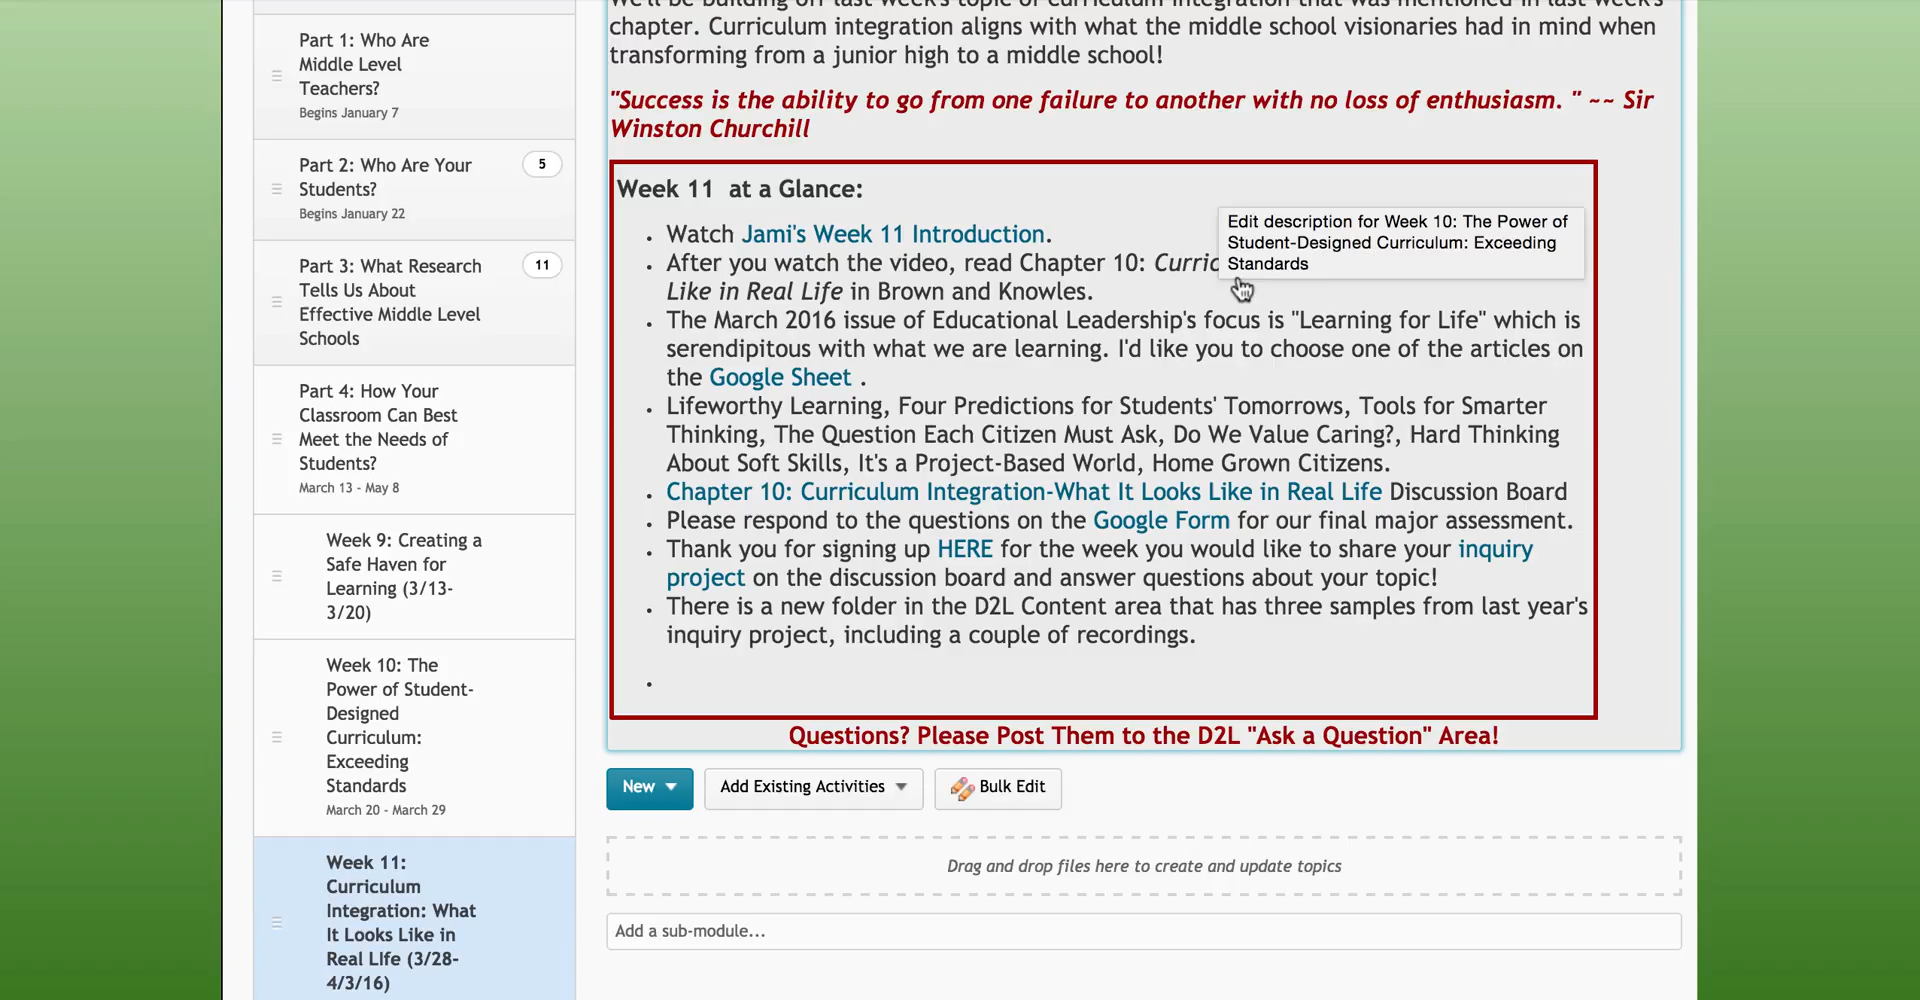 Part 1: Who Are
Middle Level
Teachers?
Begins January 7
Part 2: Who Are Your
Students?
Begins January 22
5
Part 3: What Research
Tells Us About
Effective Middle Level
Schools
11
Part 4: How Your
Classroom Can Best
Meet the Needs of
Students?
March 13 - May 8
Week 9: Creating a
Safe Haven for
Learning (3/13-
3/20)
Week 10: The
Power of Student-
Designed
Curriculum:
Exceeding
Standards
March 20 - March 29
Week 11:
Curriculum
Integration: What
It Looks Like in
Real LIfe (3/28-
4/3/16)
We'll be building off last week's topic of curriculum integration that was mentioned in last week's
chapter. Curriculum integration aligns with what the middle school visionaries had in mind when
transforming from a junior high to a middle school!
"Success is the ability to go from one failure to another with no loss of enthusiasm. " ~~ Sir
Winston Churchill
Week 11 at a Glance:
Watch Jami's Week 11 Introduction.
After you watch the video, read Chapter 10: Curric
Like in Real Life in Brown and Knowles.
Edit description for Week 10: The Power of
Student-Designed Curriculum: Exceeding
Standards
The March 2016 issue of Educational Leadership's focus is "Learning for Life" which is
serendipitous with what we are learning. I'd like you to choose one of the articles on
the Google Sheet .
Lifeworthy Learning, Four Predictions for Students' Tomorrows, Tools for Smarter
Thinking, The Question Each Citizen Must Ask, Do We Value Caring?, Hard Thinking
About Soft Skills, It's a Project-Based World, Home Grown Citizens.
Chapter 10: Curriculum Integration-What It Looks Like in Real Life Discussion Board
Please respond to the questions on the Google Form for our final major assessment.
Thank you for signing up HERE for the week you would like to share your inquiry
project on the discussion board and answer questions about your topic!
There is a new folder in the D2L Content area that has three samples from last year's
inquiry project, including a couple of recordings.
Questions? Please Post Them to the D2L "Ask a Question" Area!
New
Add Existing Activities
Bulk Edit
Drag and drop files here to create and update topics
Add a sub-module...